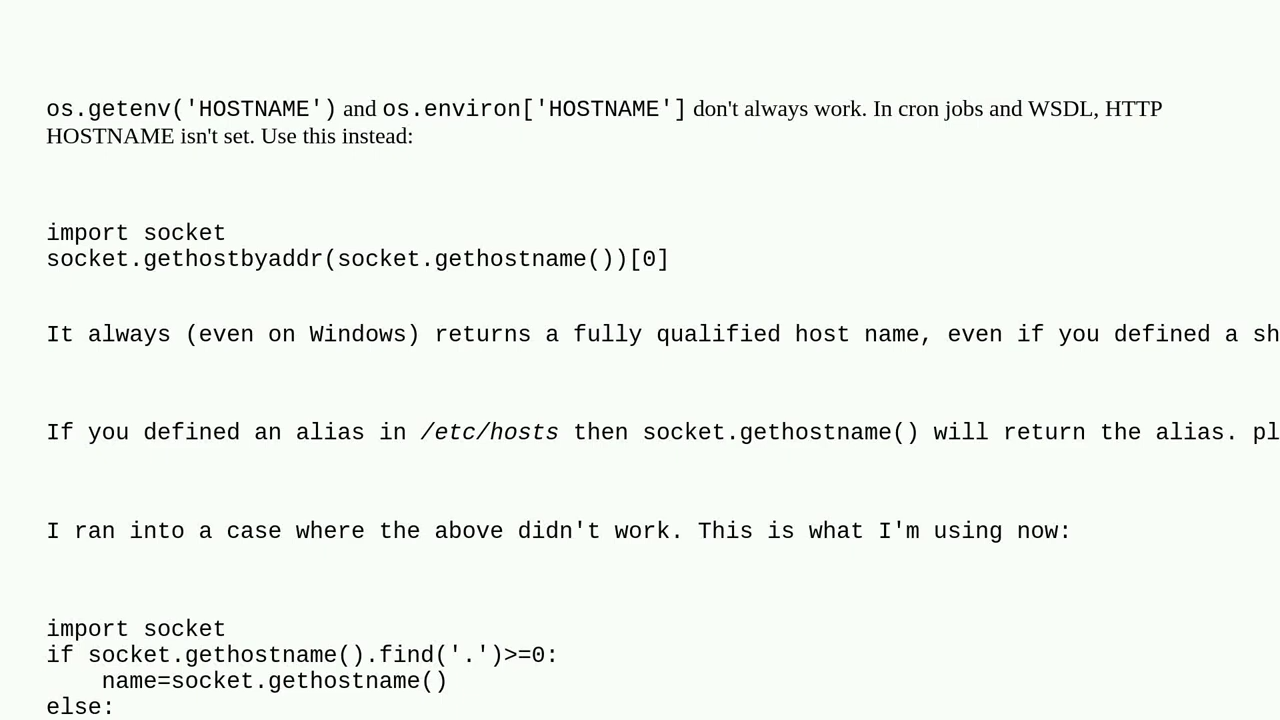 os.getenv('HOSTNAME') and os.environ['HOSTNAME'] don't always work. In cron jobs and WSDL, HTTP
HOSTNAME isn't set. Use this instead:
import socket
socket.gethostbyaddr(socket.gethostname())[0]
It always (even on Windows) returns a fully qualified host name, even if you defined a sh
If you defined an alias in /etc/hosts then socket.gethostname() will return the alias. pl
I ran into a case where the above didn't work. This is what I'm using now:
import socket
if socket.gethostname().find('.')>=0:
    name=socket.gethostname()
else: